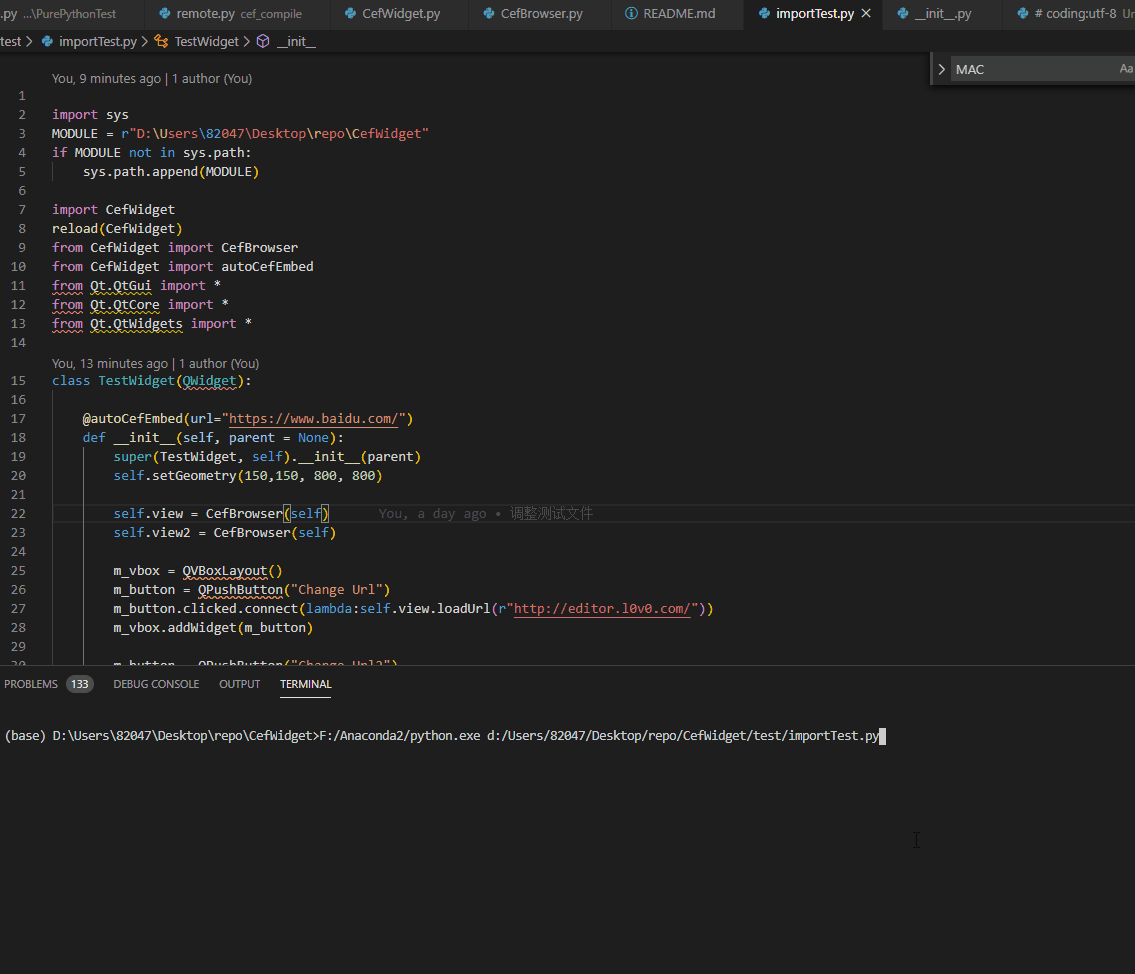 .py ...\PurePythonTest remote.py cef_compile CefWidget.py CefBrowser.py README.md importTest.py __init__.py # coding:utf-8
test > importTest.py > TestWidget > __init__
MAC Aa
You, 9 minutes ago | 1 author (You)
1
2 import sys
3 MODULE = r"D:\Users\82047\Desktop\repo\CefWidget"
4 if MODULE not in sys.path:
5     sys.path.append(MODULE)
6
7 import CefWidget
8 reload(CefWidget)
9 from CefWidget import CefBrowser
10 from CefWidget import autoCefEmbed
11 from Qt.QtGui import *
12 from Qt.QtCore import *
13 from Qt.QtWidgets import *
14
You, 13 minutes ago | 1 author (You)
15 class TestWidget(QWidget):
16
17     @autoCefEmbed(url="https://www.baidu.com/")
18     def __init__(self, parent = None):
19         super(TestWidget, self).__init__(parent)
20         self.setGeometry(150,150, 800, 800)
21
22         self.view = CefBrowser(self) You, a day ago • 调整测试文件
23         self.view2 = CefBrowser(self)
24
25         m_vbox = QVBoxLayout()
26         m_button = QPushButton("Change Url")
27         m_button.clicked.connect(lambda:self.view.loadUrl(r"http://editor.l0v0.com/"))
28         m_vbox.addWidget(m_button)
29
30         m_button = QPushButton("Change Url2")
PROBLEMS 133 DEBUG CONSOLE OUTPUT TERMINAL
(base) D:\Users\82047\Desktop\repo\CefWidget>F:/Anaconda2/python.exe d:/Users/82047/Desktop/repo/CefWidget/test/importTest.py